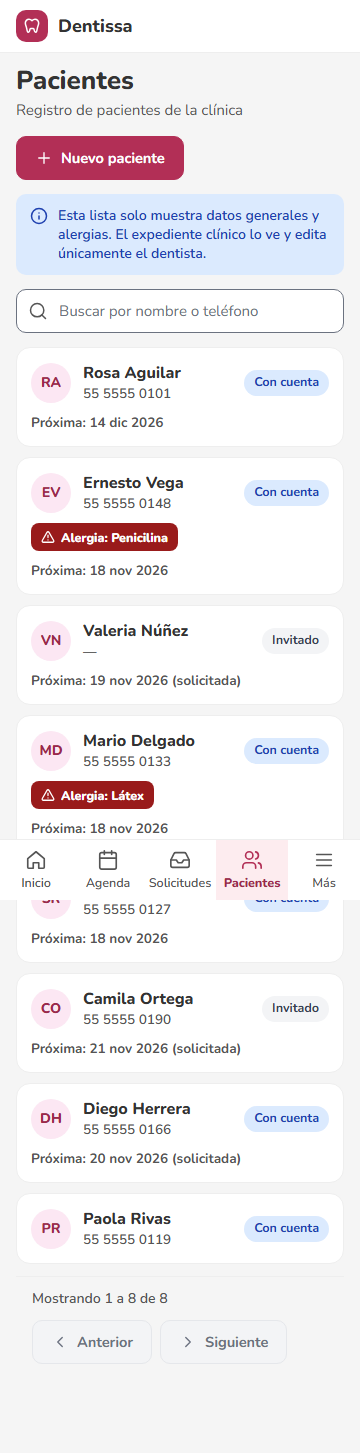 Dentissa
Pacientes
Registro de pacientes de la clínica
Nuevo paciente
Esta lista solo muestra datos generales y
alergias. El expediente clínico lo ve y edita
únicamente el dentista.
Buscar por nombre o teléfono
RA
Rosa Aguilar
55 5555 0101
Con cuenta
Próxima: 14 dic 2026
EV
Ernesto Vega
55 5555 0148
Con cuenta
Alergia: Penicilina
Próxima: 18 nov 2026
VN
Valeria Núñez
—
Invitado
Próxima: 19 nov 2026 (solicitada)
MD
Mario Delgado
55 5555 0133
Con cuenta
Alergia: Látex
Próxima: 18 nov 2026
Inicio
Agenda
Solicitudes
Pacientes
Más
55 5555 0127
Próxima: 18 nov 2026
CO
Camila Ortega
55 5555 0190
Invitado
Próxima: 21 nov 2026 (solicitada)
DH
Diego Herrera
55 5555 0166
Con cuenta
Próxima: 20 nov 2026 (solicitada)
PR
Paola Rivas
55 5555 0119
Con cuenta
Mostrando 1 a 8 de 8
Anterior
Siguiente